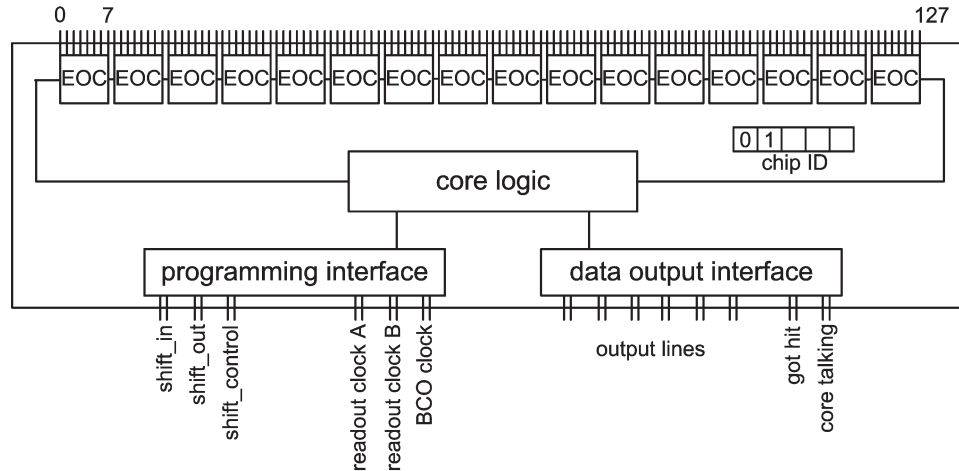 0 7 127
EOC EOC EOC EOC EOC EOC EOC EOC EOC EOC EOC EOC EOC EOC EOC EOC
0 1
chip ID
core logic
programming interface
data output interface
shift_in
shift_out
shift_control
readout clock A
readout clock B
BCO clock
output lines
got hit
core talking